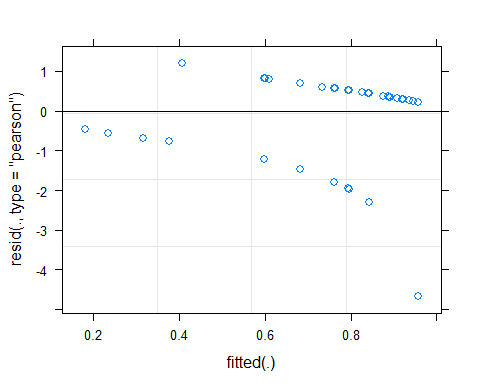 resid(., type = "pearson")
1
0
-1
-2
-3
-4
0.2 0.4 0.6 0.8
fitted(.)